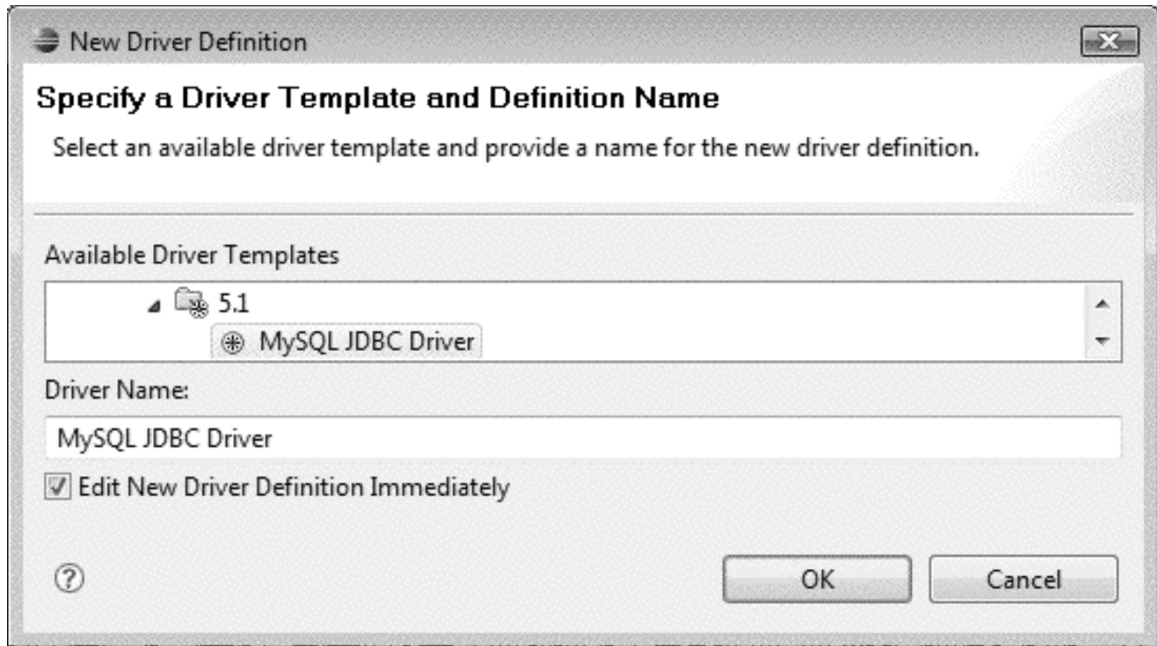 New Driver Definition
Specify a Driver Template and Definition Name
Select an available driver template and provide a name for the new driver definition.
Available Driver Templates
5.1
MySQL JDBC Driver
Driver Name:
MySQL JDBC Driver
Edit New Driver Definition Immediately
?
OK Cancel